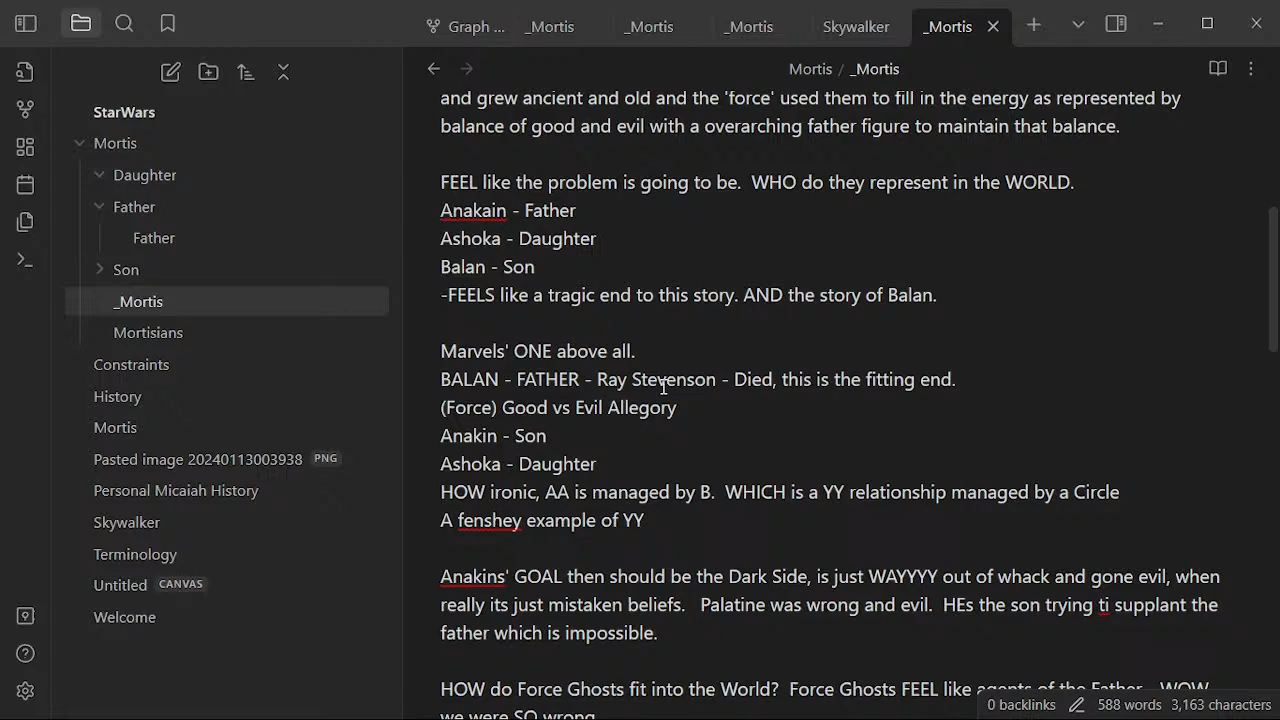 Graph ...
_Mortis
_Mortis
_Mortis
Skywalker
_Mortis
Mortis / _Mortis
StarWars
Mortis
Daughter
Father
Father
Son
_Mortis
Mortisians
Constraints
History
Mortis
Pasted image 20240113003938 PNG
Personal Micaiah History
Skywalker
Terminology
Untitled CANVAS
Welcome
and grew ancient and old and the 'force' used them to fill in the energy as represented by
balance of good and evil with a overarching father figure to maintain that balance.
FEEL like the problem is going to be.  WHO do they represent in the WORLD.
Anakain - Father
Ashoka - Daughter
Balan - Son
-FEELS like a tragic end to this story. AND the story of Balan.
Marvels' ONE above all.
BALAN - FATHER - Ray Stevenson - Died, this is the fitting end.
(Force) Good vs Evil Allegory
Anakin - Son
Ashoka - Daughter
HOW ironic, AA is managed by B.  WHICH is a YY relationship managed by a Circle
A fenshey example of YY
Anakins' GOAL then should be the Dark Side, is just WAYYYY out of whack and gone evil, when
really its just mistaken beliefs.   Palatine was wrong and evil.  HEs the son trying ti supplant the
father which is impossible.
HOW do Force Ghosts fit into the World?  Force Ghosts FEEL like agents of the Father - WOW
we were SO wrong
0 backlinks 588 words 3,163 characters